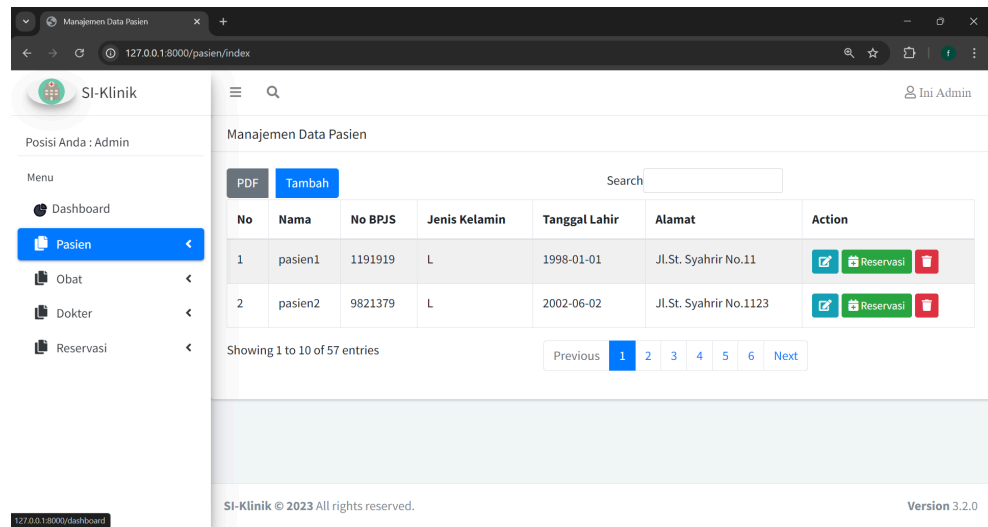 Manajemen Data Pasien
127.0.0.1:8000/pasien/index
f
SI-Klinik
Ini Admin
Posisi Anda : Admin
Manajemen Data Pasien
Menu
PDF Tambah Search
Dashboard
Pasien
Obat
Dokter
Reservasi
No Nama No BPJS Jenis Kelamin Tanggal Lahir Alamat Action
1 pasien1 1191919 L 1998-01-01 Jl.St. Syahrir No.11 Reservasi
2 pasien2 9821379 L 2002-06-02 Jl.St. Syahrir No.1123 Reservasi
Showing 1 to 10 of 57 entries
Previous 1 2 3 4 5 6 Next
SI-Klinik © 2023 All rights reserved.
Version 3.2.0
127.0.0.1:8000/dashboard